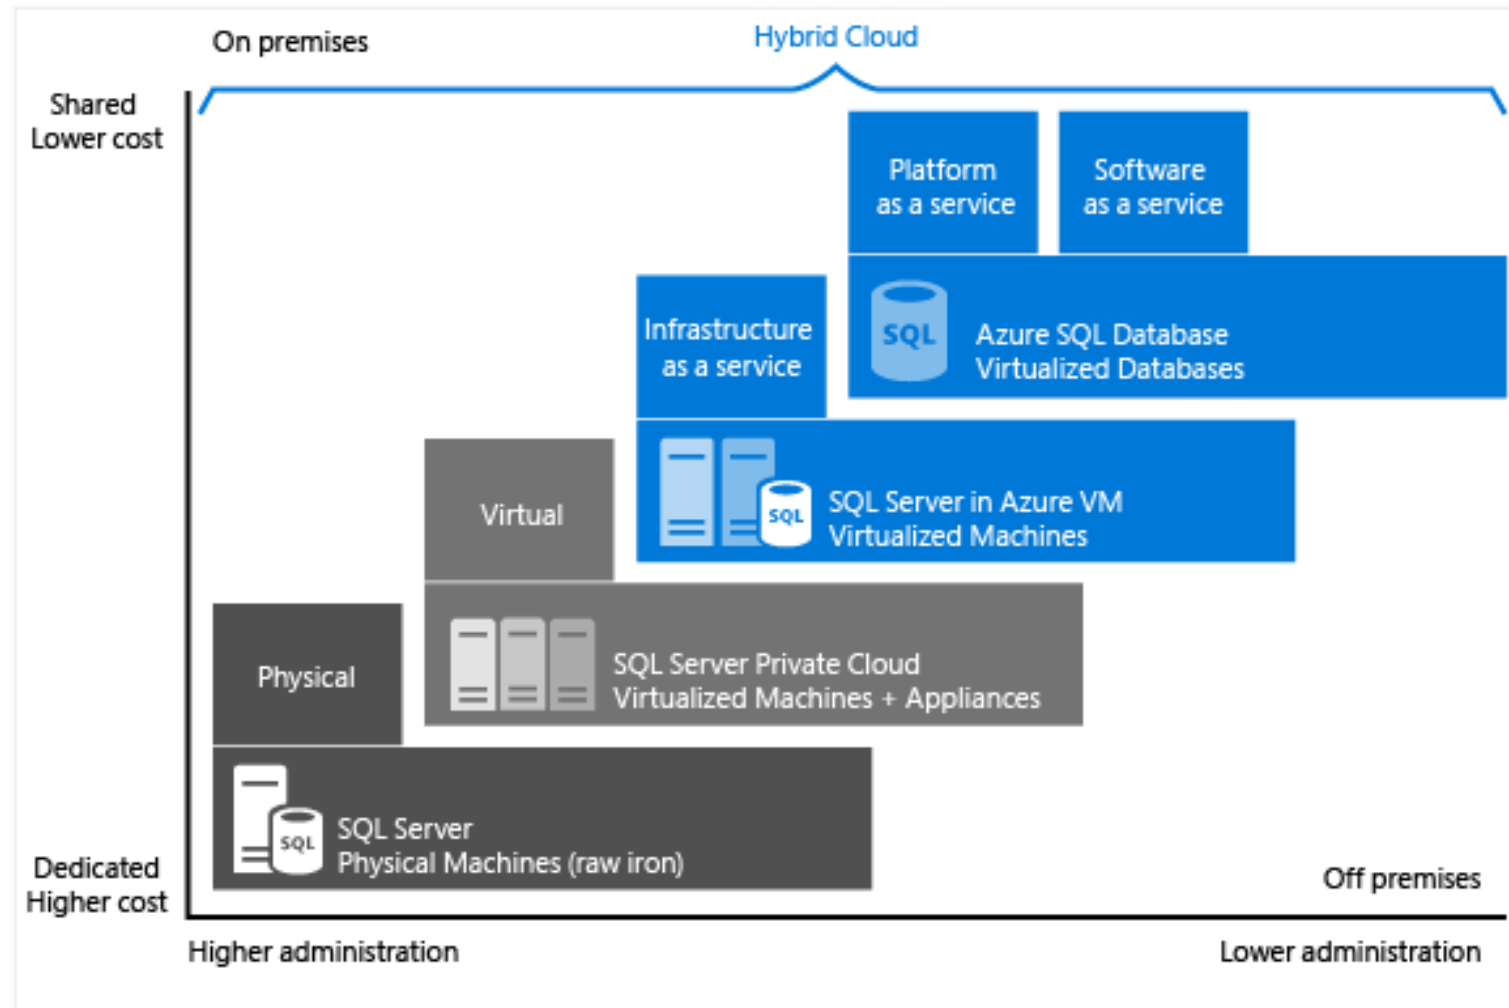 On premises
Hybrid Cloud
Shared
Lower cost
Platform
as a service
Software
as a service
SQL
Azure SQL Database
Virtualized Databases
Infrastructure
as a service
SQL
SQL Server in Azure VM
Virtualized Machines
Virtual
SQL Server Private Cloud
Virtualized Machines + Appliances
Physical
SQL
SQL Server
Physical Machines (raw iron)
Dedicated
Higher cost
Off premises
Higher administration
Lower administration